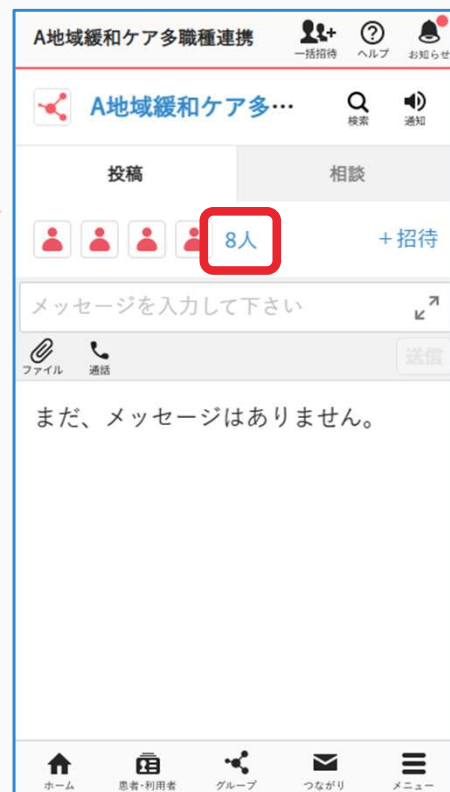 A地域緩和ケア多職種連携
一括招待 ヘルプ お知らせ
A地域緩和ケア多…
検索 通知
投稿 相談
8人 +招待
メッセージを入力して下さい
ファイル 通話 送信
まだ、メッセージはありません。
ホーム 患者・利用者 グループ つながり メニュー